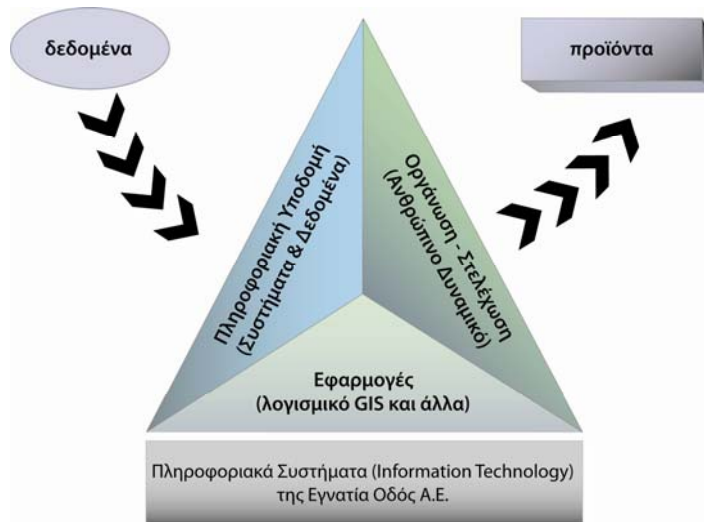 δεδομένα
προϊόντα
Πληροφοριακή Υποδομή
(Συστήματα & Δεδομένα)
Οργάνωση - Στελέχωση
(Ανθρώπινο Δυναμικό)
Εφαρμογές
(λογισμικό GIS και άλλα)
Πληροφοριακά Συστήματα (Information Technology)
της Εγνατία Οδός Α.Ε.